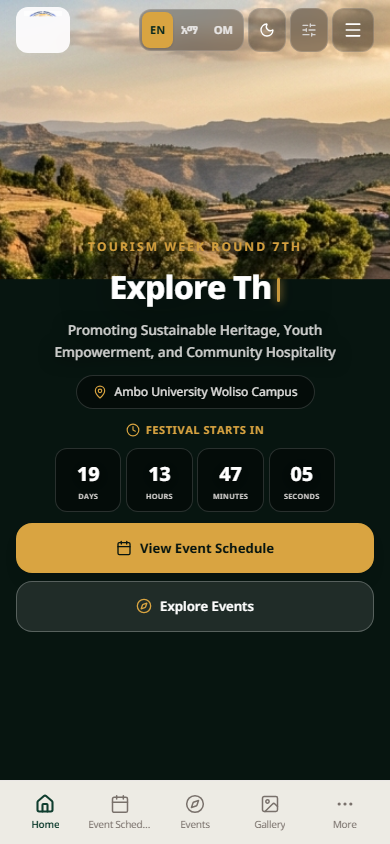 EN አማ OM
TOURISM WEEK ROUND 7TH
Explore Th
Promoting Sustainable Heritage, Youth
Empowerment, and Community Hospitality
Ambo University Woliso Campus
FESTIVAL STARTS IN
19 13 47 05
DAYS HOURS MINUTES SECONDS
View Event Schedule
Explore Events
Home Event Sched... Events Gallery More